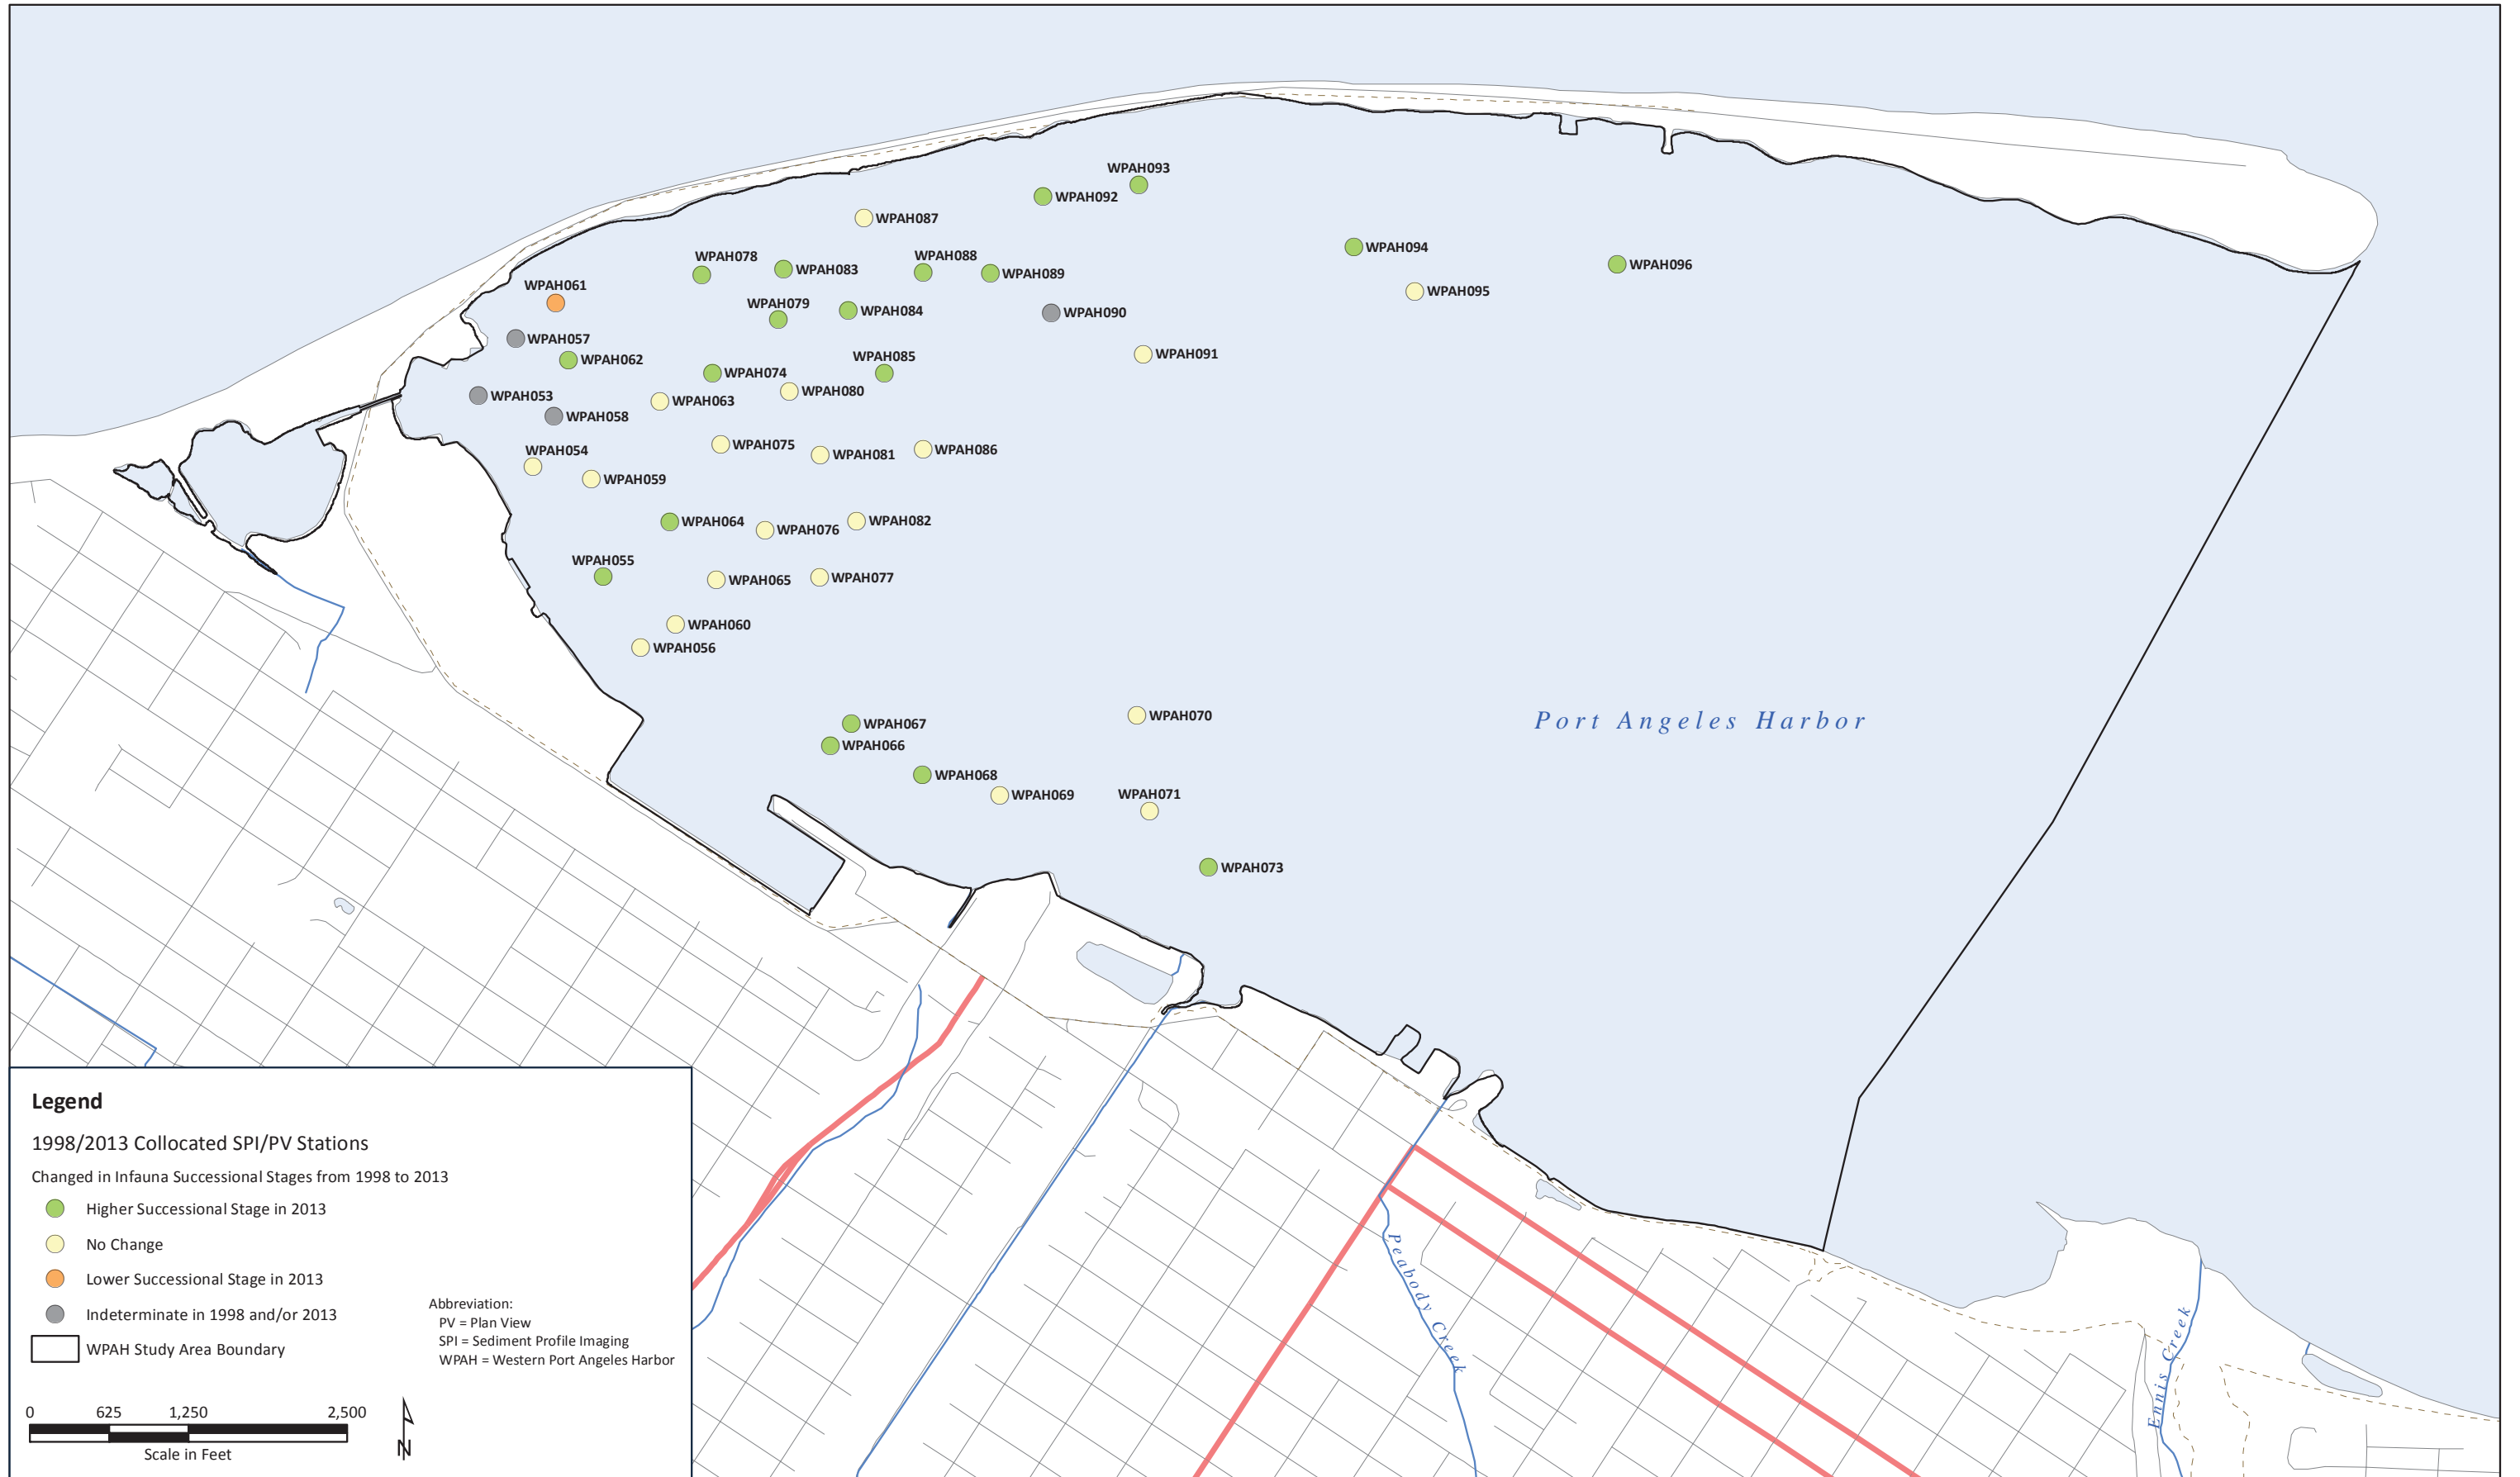 WPAH093
WPAH092
WPAH087
WPAH094
WPAH078
WPAH083
WPAH088
WPAH089
WPAH096
WPAH061
WPAH095
WPAH079
WPAH084
WPAH090
WPAH057
WPAH062
WPAH085
WPAH091
WPAH074
WPAH080
WPAH053
WPAH063
WPAH058
WPAH075
WPAH054
WPAH081
WPAH086
WPAH059
WPAH064
WPAH076
WPAH082
WPAH055
WPAH065
WPAH077
WPAH060
WPAH056
WPAH067
WPAH070
Port Angeles Harbor
WPAH066
WPAH068
WPAH069
WPAH071
WPAH073
Peabody Creek
Ennis Creek
Legend
1998/2013 Collocated SPI/PV Stations
Changed in Infauna Successional Stages from 1998 to 2013
Higher Successional Stage in 2013
No Change
Lower Successional Stage in 2013
Indeterminate in 1998 and/or 2013
WPAH Study Area Boundary
Abbreviation:
PV = Plan View
SPI = Sediment Profile Imaging
WPAH = Western Port Angeles Harbor
0 625 1,250 2,500
Scale in Feet
N